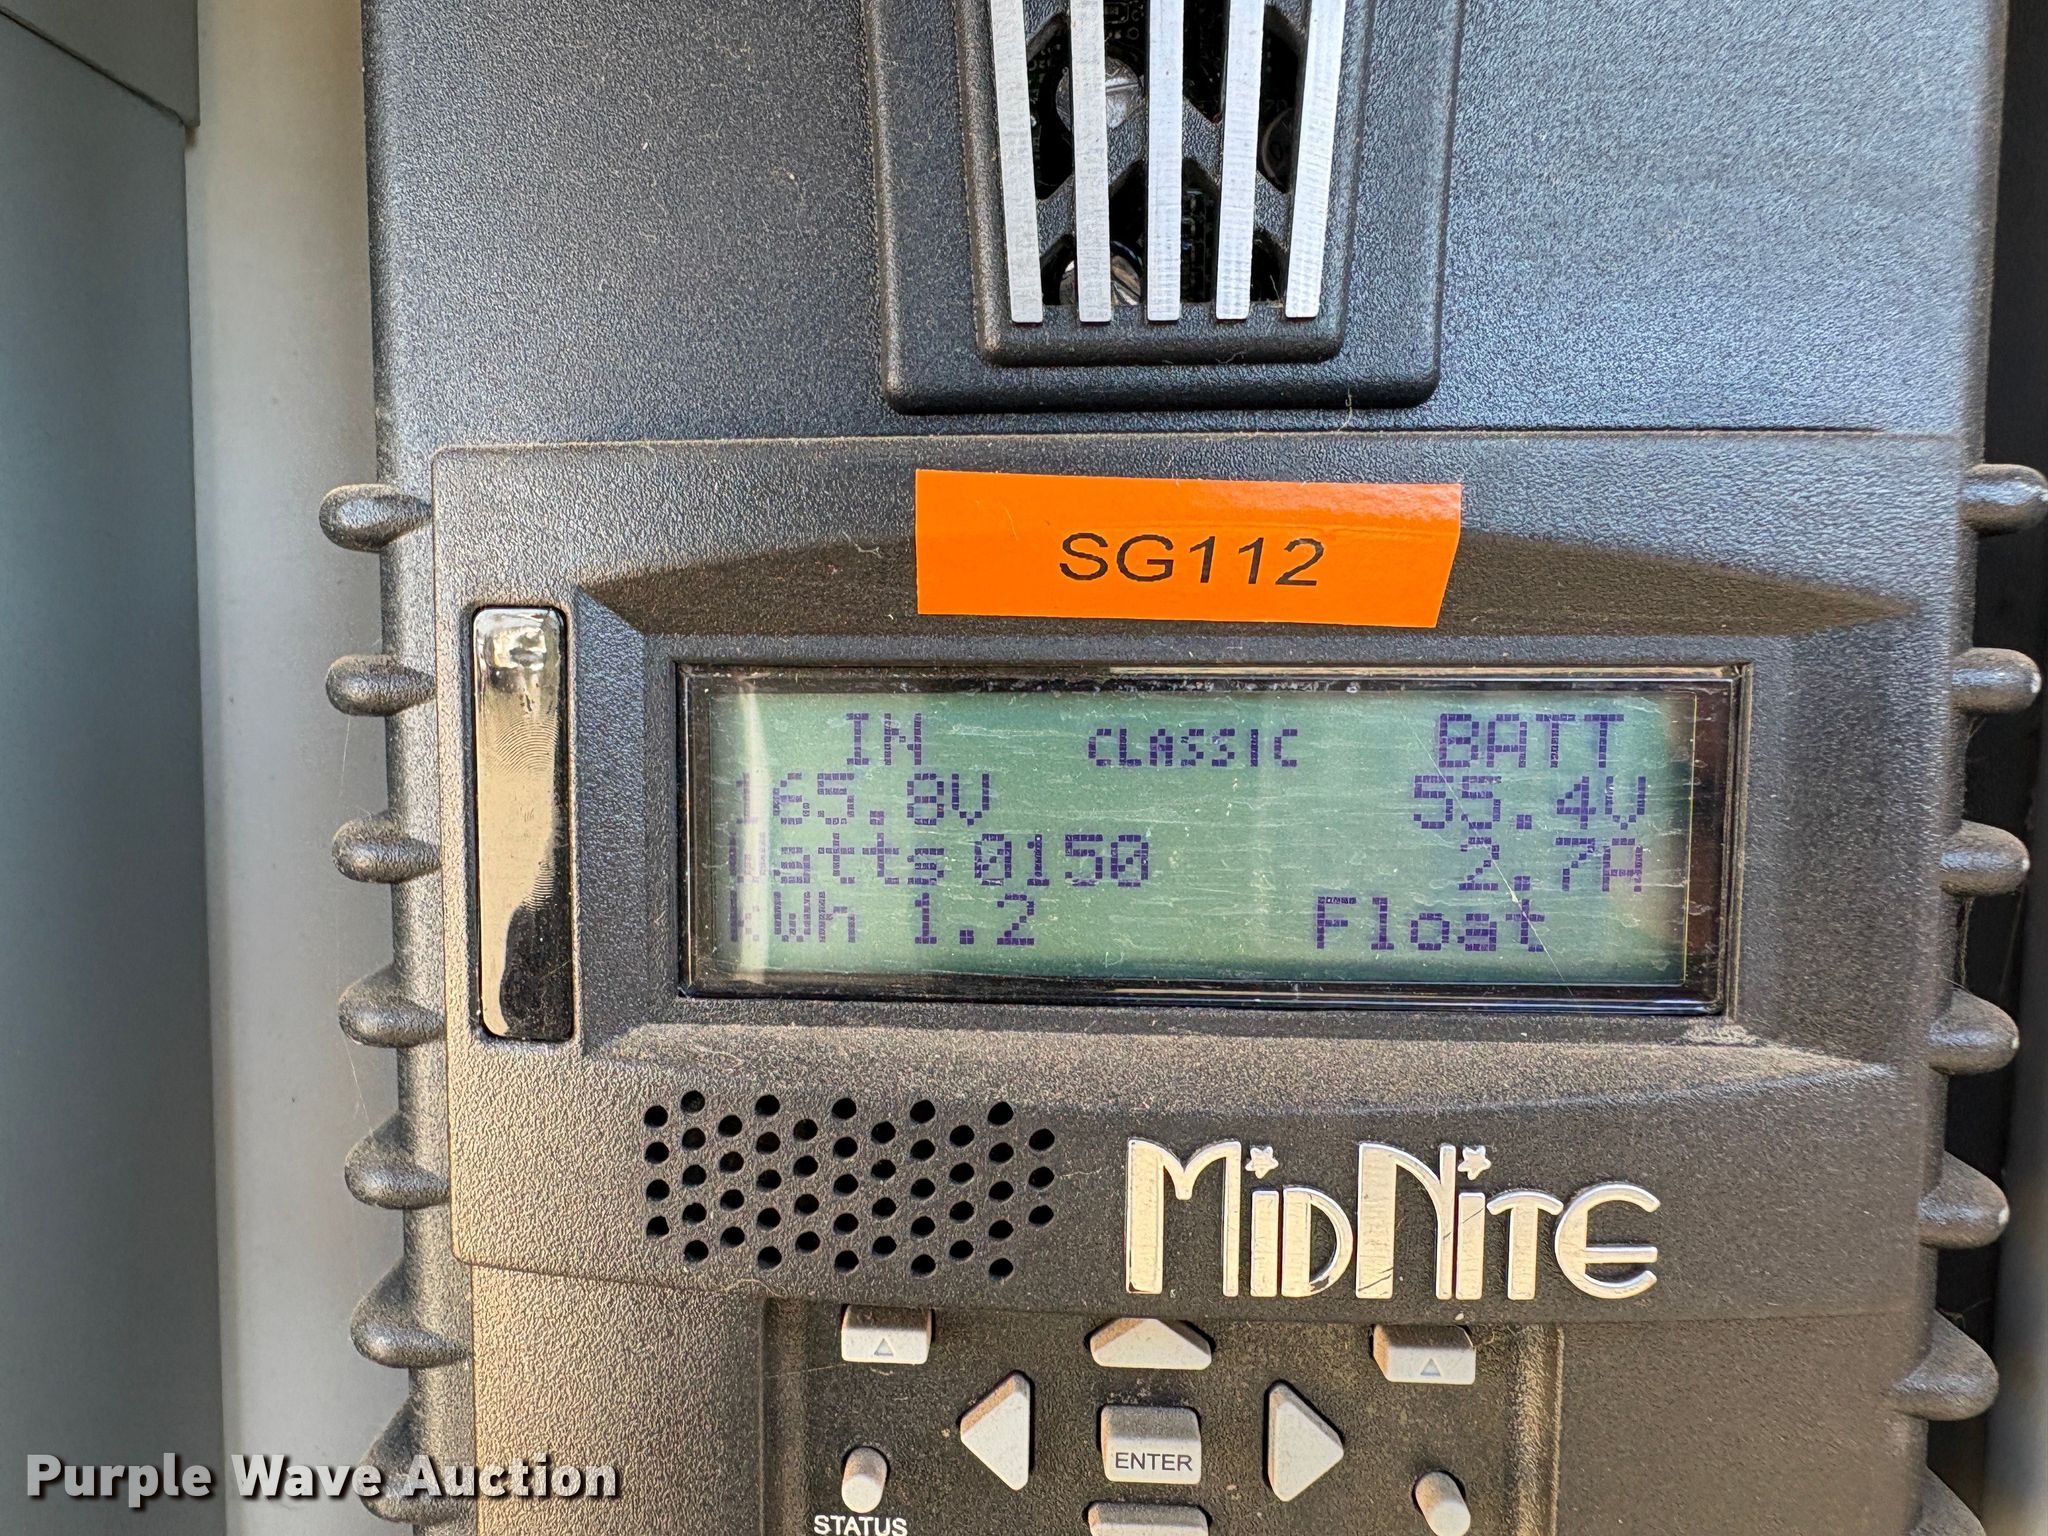 SG112
IN CLASSIC BATT
165.8V 55.4V
Watts 0150 2.7A
kWh 1.2 Float
MIDNITE
ENTER
STATUS
Purple Wave Auction